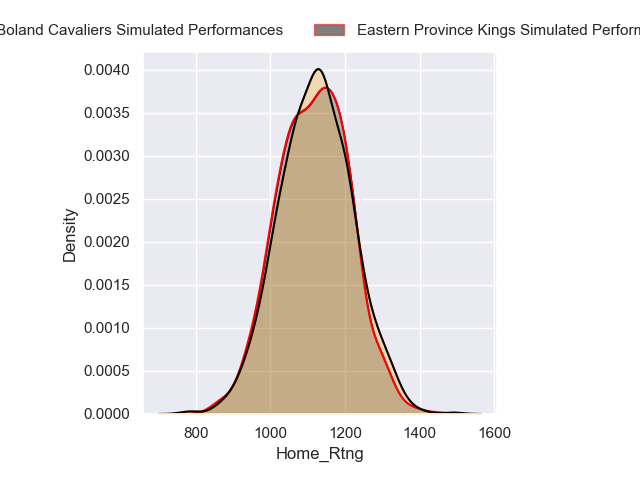 Boland Cavaliers Simulated Performances
Eastern Province Kings Simulated Perform
0.0040
0.0035
0.0030
0.0025
0.0020
0.0015
0.0010
0.0005
0.0000
Density
800 1000 1200 1400 1600
Home_Rtng